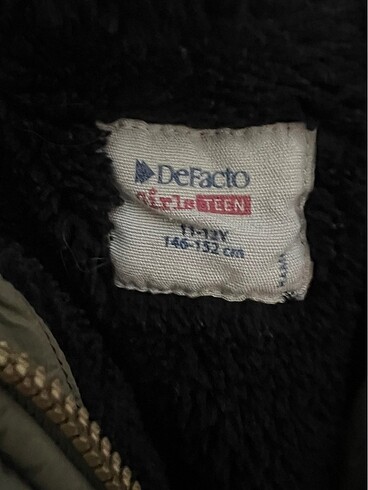 DeFacto
Girls TEEN
11-12Y
146-152 cm